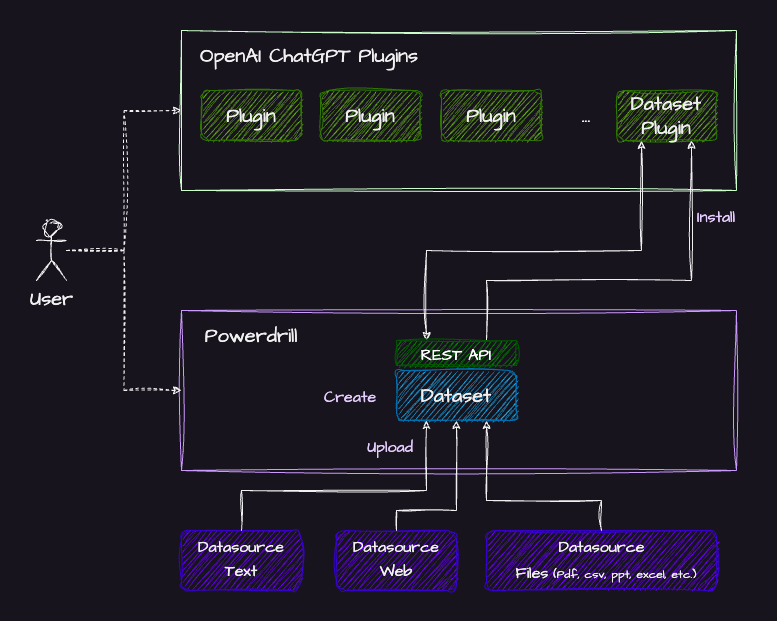 OpenAI ChatGPT Plugins
Plugin
Plugin
Plugin
...
Dataset
Plugin
Install
User
Powerdrill
REST API
Create
Dataset
Upload
Datasource
Text
Datasource
Web
Datasource
Files (Pdf, csv, ppt, excel, etc.)